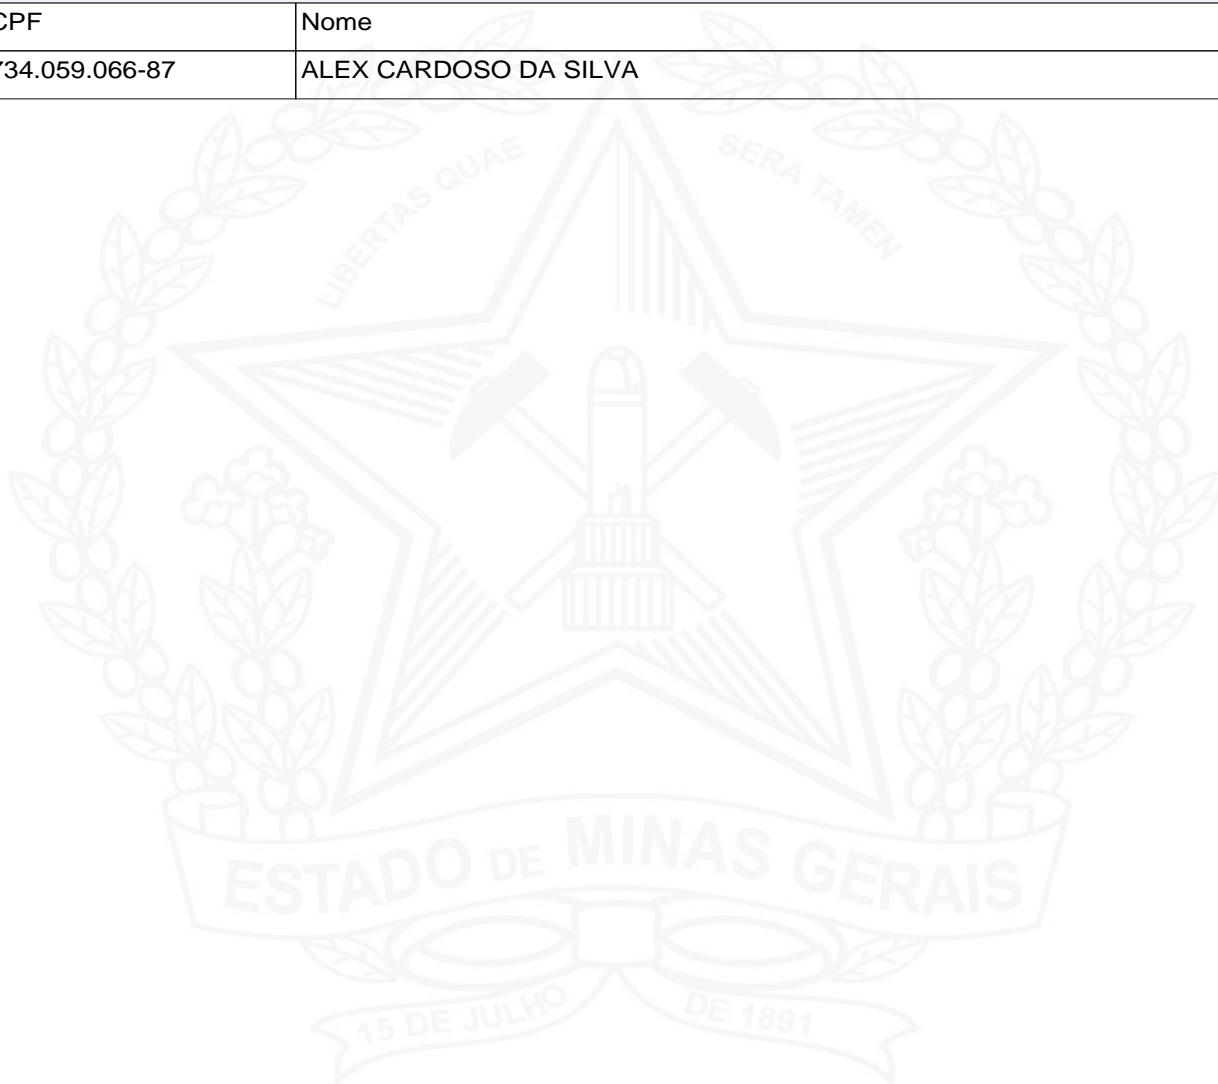 CPF Nome
734.059.066-87 ALEX CARDOSO DA SILVA
LIBERTAS QUAE SERA TAMEN
ESTADO DE MINAS GERAIS
15 DE JULHO DE 1891